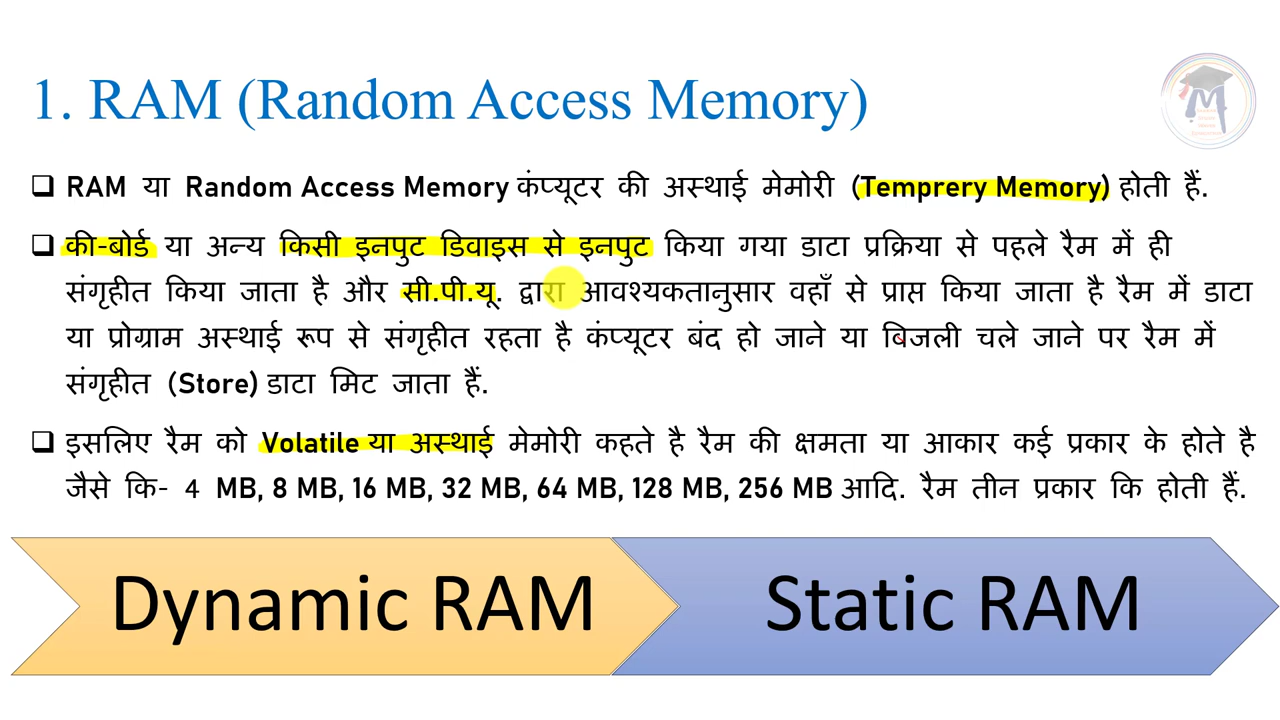 1. RAM (Random Access Memory)
M
❑ RAM या Random Access Memory कंप्यूटर की अस्थाई मेमोरी (Temprery Memory) होती हैं.
❑ की-बोर्ड या अन्य किसी इनपुट डिवाइस से इनपुट किया गया डाटा प्रक्रिया से पहले रैम में ही
संगृहीत किया जाता है और सी.पी.यू. द्वारा आवश्यकतानुसार वहाँ से प्राप्त किया जाता है रैम में डाटा
या प्रोग्राम अस्थाई रूप से संगृहीत रहता है कंप्यूटर बंद हो जाने या बिजली चले जाने पर रैम में
संगृहीत (Store) डाटा मिट जाता हैं.
❑ इसलिए रैम को Volatile या अस्थाई मेमोरी कहते है रैम की क्षमता या आकार कई प्रकार के होते है
जैसे कि- 4 MB, 8 MB, 16 MB, 32 MB, 64 MB, 128 MB, 256 MB आदि. रैम तीन प्रकार कि होती हैं.
Dynamic RAM
Static RAM